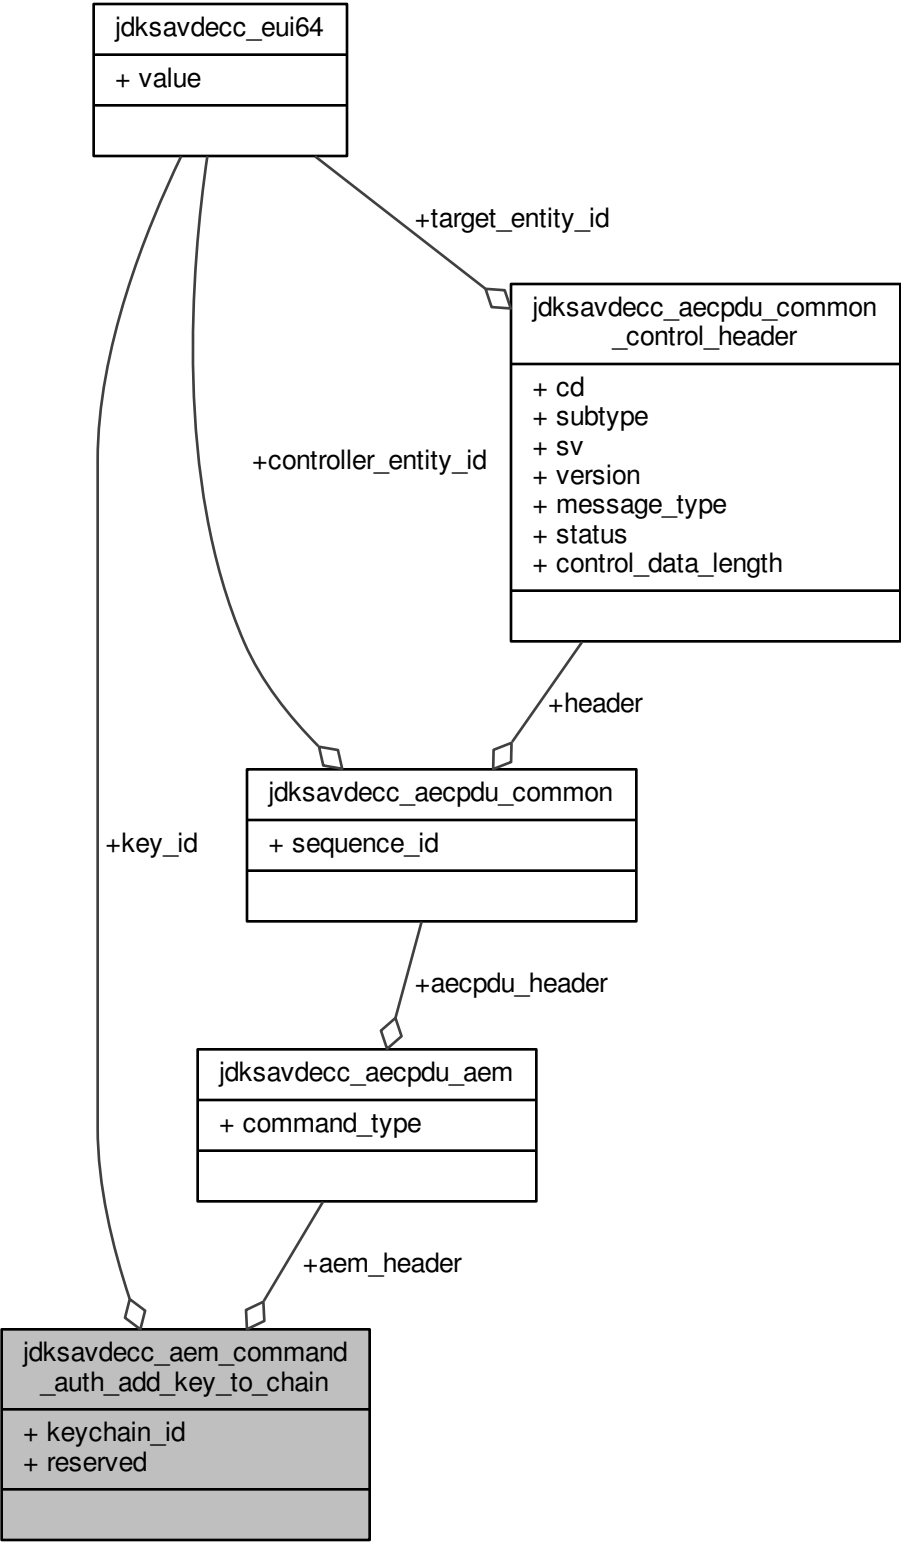 jdksavdecc_eui64
+ value
+target_entity_id
jdksavdecc_aecpdu_common
_control_header
+ cd
+ subtype
+ sv
+ version
+ message_type
+ status
+ control_data_length
+controller_entity_id
+header
jdksavdecc_aecpdu_common
+ sequence_id
+key_id
+aecpdu_header
jdksavdecc_aecpdu_aem
+ command_type
+aem_header
jdksavdecc_aem_command
_auth_add_key_to_chain
+ keychain_id
+ reserved